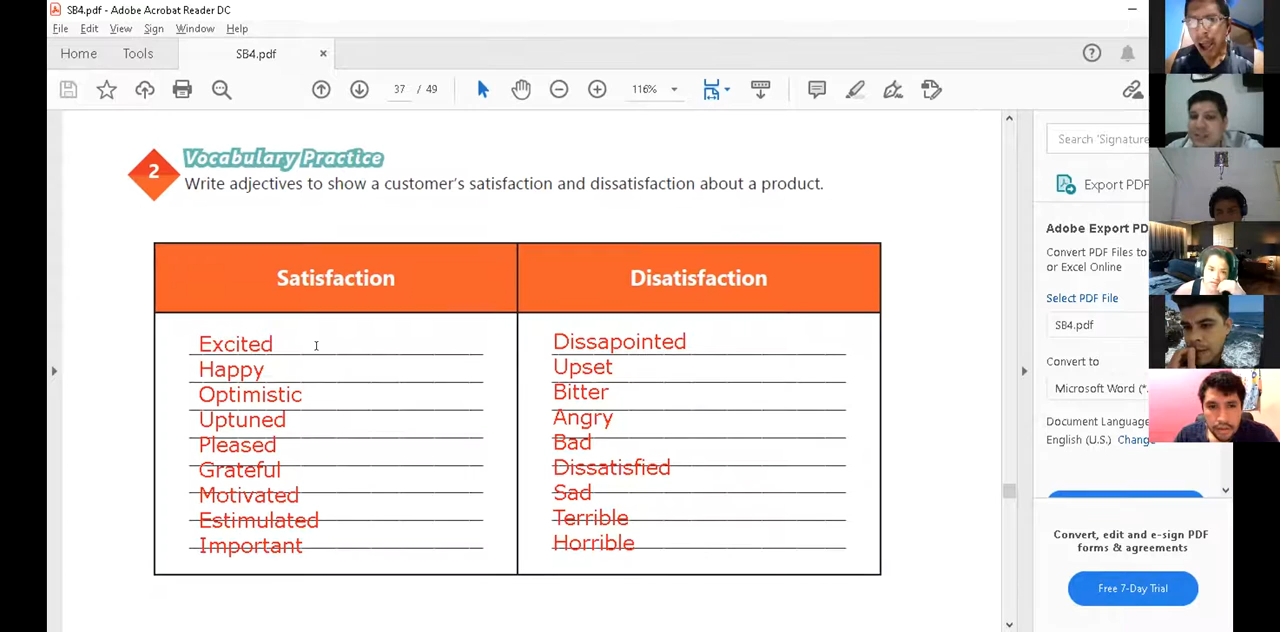 SB4.pdf - Adobe Acrobat Reader DC
File Edit View Sign Window Help
Home Tools SB4.pdf ×
37 / 49 116%
Search 'Signature
2 Vocabulary Practice
Write adjectives to show a customer's satisfaction and dissatisfaction about a product.
Export PDF
Adobe Export PD
Convert PDF Files to
or Excel Online
Select PDF File
SB4.pdf
Convert to
Microsoft Word (*.
Document Language
English (U.S.) Change
Convert, edit and e-sign PDF
forms & agreements
Free 7-Day Trial
Satisfaction Disatisfaction
Excited Dissapointed
Happy Upset
Optimistic Bitter
Uptuned Angry
Pleased Bad
Grateful Dissatisfied
Motivated Sad
Estimulated Terrible
Important Horrible